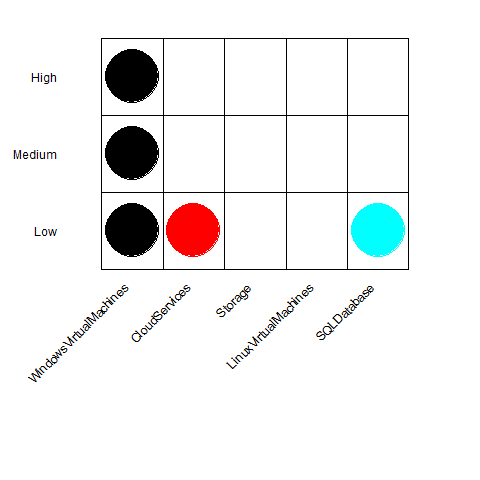 High
Medium
Low
WindowsVirtualMachines
CloudServices
Storage
LinuxVirtualMachines
SQLDatabase